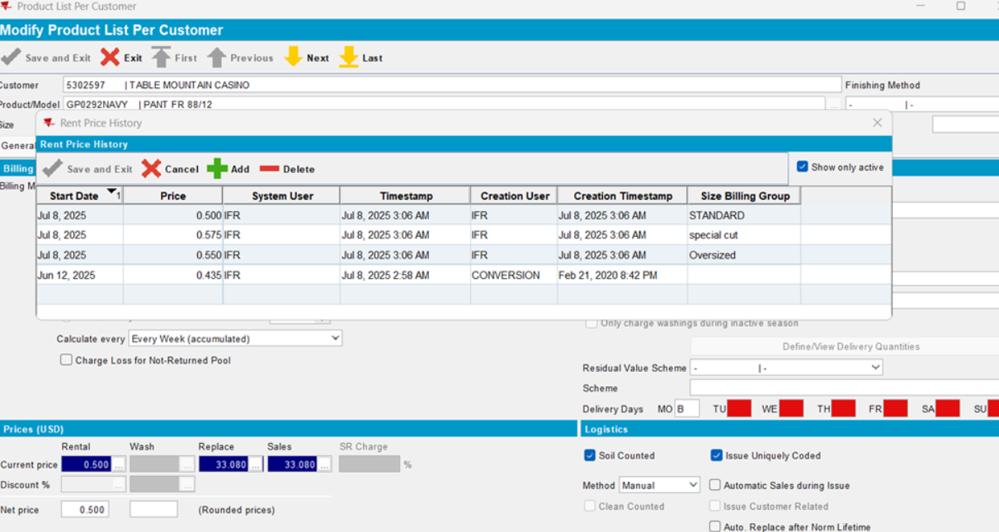 Product List Per Customer
Modify Product List Per Customer
Save and Exit Exit First Previous Next Last
Customer 5302597 | TABLE MOUNTAIN CASINO Finishing Method
Product/Model GP0292NAVY | PANT FR 88/12 ... - | -
Size Rent Price History
General Rent Price History
Billing Save and Exit Cancel Add Delete Show only active
Billing M
Start Date 1 Price System User Timestamp Creation User Creation Timestamp Size Billing Group
Jul 8, 2025 0.500 IFR Jul 8, 2025 3:06 AM IFR Jul 8, 2025 3:06 AM STANDARD
Jul 8, 2025 0.575 IFR Jul 8, 2025 3:06 AM IFR Jul 8, 2025 3:06 AM special cut
Jul 8, 2025 0.550 IFR Jul 8, 2025 3:06 AM IFR Jul 8, 2025 3:06 AM Oversized
Jun 12, 2025 0.435 IFR Jul 8, 2025 2:58 AM CONVERSION Feb 21, 2020 8:42 PM
Only charge washings during inactive season
Calculate every Every Week (accumulated) Define/View Delivery Quantities
Charge Loss for Not-Returned Pool
Residual Value Scheme - | -
Scheme
Delivery Days MO B TU WE TH FR SA SU
Prices (USD) Logistics
Rental Wash Replace Sales SR Charge
Current price 0.500 ... ... 33.080 ... 33.080 ... %
Soil Counted Issue Uniquely Coded
Discount % ... ...
Method Manual Automatic Sales during Issue
Net price 0.500 (Rounded prices)
Clean Counted Issue Customer Related
Auto. Replace after Norm Lifetime